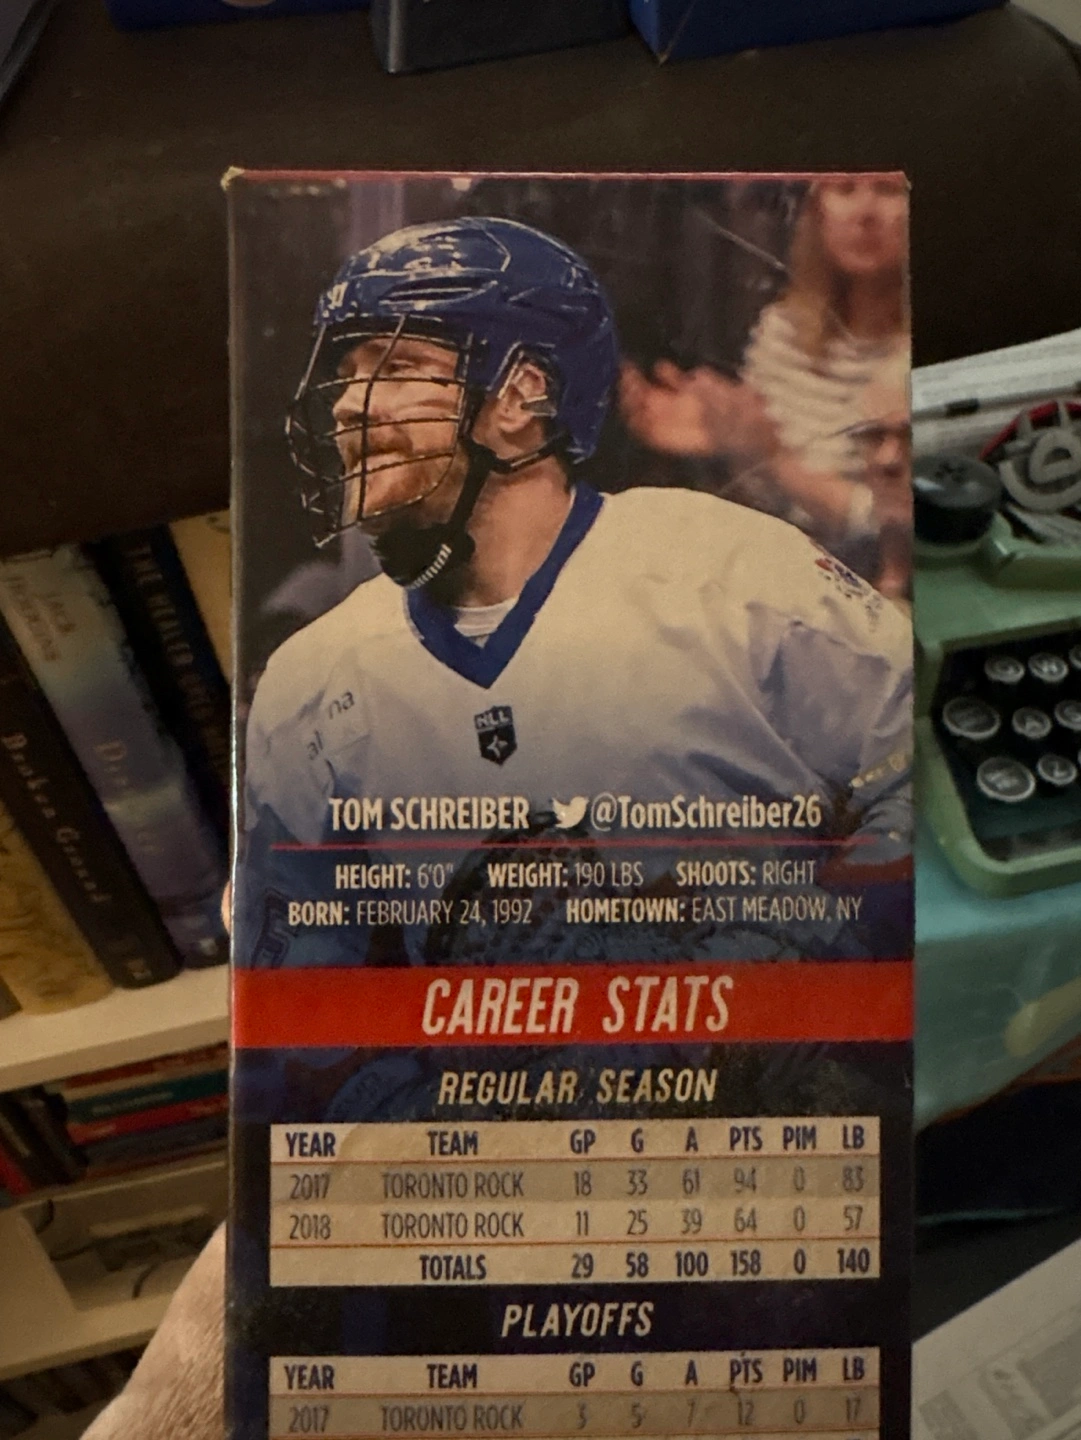 NLL
TOM SCHREIBER @TomSchreiber26
HEIGHT: 6'0" WEIGHT: 190 LBS SHOOTS: RIGHT
BORN: FEBRUARY 24, 1992 HOMETOWN: EAST MEADOW, NY
CAREER STATS
REGULAR SEASON
YEAR TEAM GP G A PTS PIM LB
2017 TORONTO ROCK 18 33 61 94 0 83
2018 TORONTO ROCK 11 25 39 64 0 57
TOTALS 29 58 100 158 0 140
PLAYOFFS
YEAR TEAM GP G A PTS PIM LB
2017 TORONTO ROCK 3 5 7 12 0 17
Broken Ground